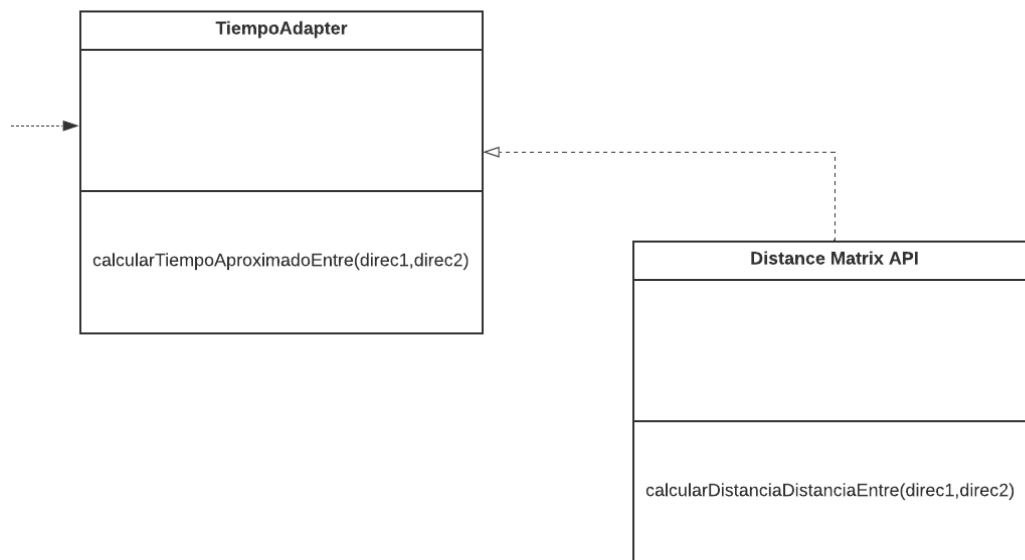 TiempoAdapter
calcularTiempoAproximadoEntre(direc1,direc2)
Distance Matrix API
calcularDistanciaDistanciaEntre(direc1,direc2)